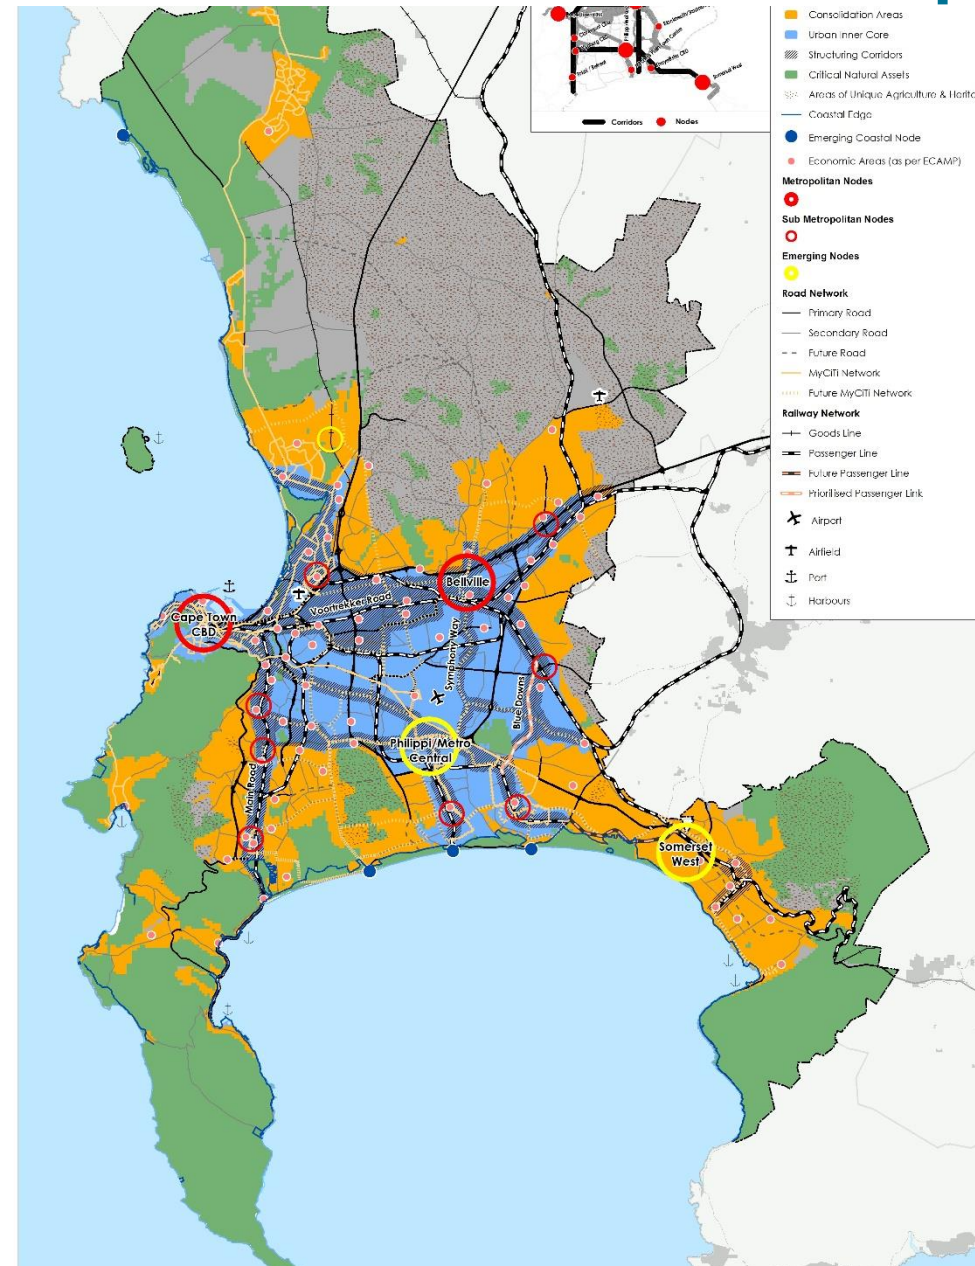 Somerset West
Corridors
Nodes
Consolidation Areas
Urban Inner Core
Structuring Corridors
Critical Natural Assets
Areas of Unique Agriculture &
Coastal Edge
Emerging Coastal Node
Economic Areas (as per ECAMP)
Metropolitan Nodes
Sub Metropolitan Nodes
Emerging Nodes
Road Network
Primary Road
Secondary Road
Future Road
MyCiTi Network
Future MyCiTi Network
Railway Network
Goods Line
Passenger Line
Future Passenger Line
Prioritised Passenger Link
Airport
Airfield
Port
Harbours
Bellville
Voortrekker Road
Cape Town
CBD
Symphony Way
Blue Downs
Philippi/Metro
Central
Main Road
Somerset
West